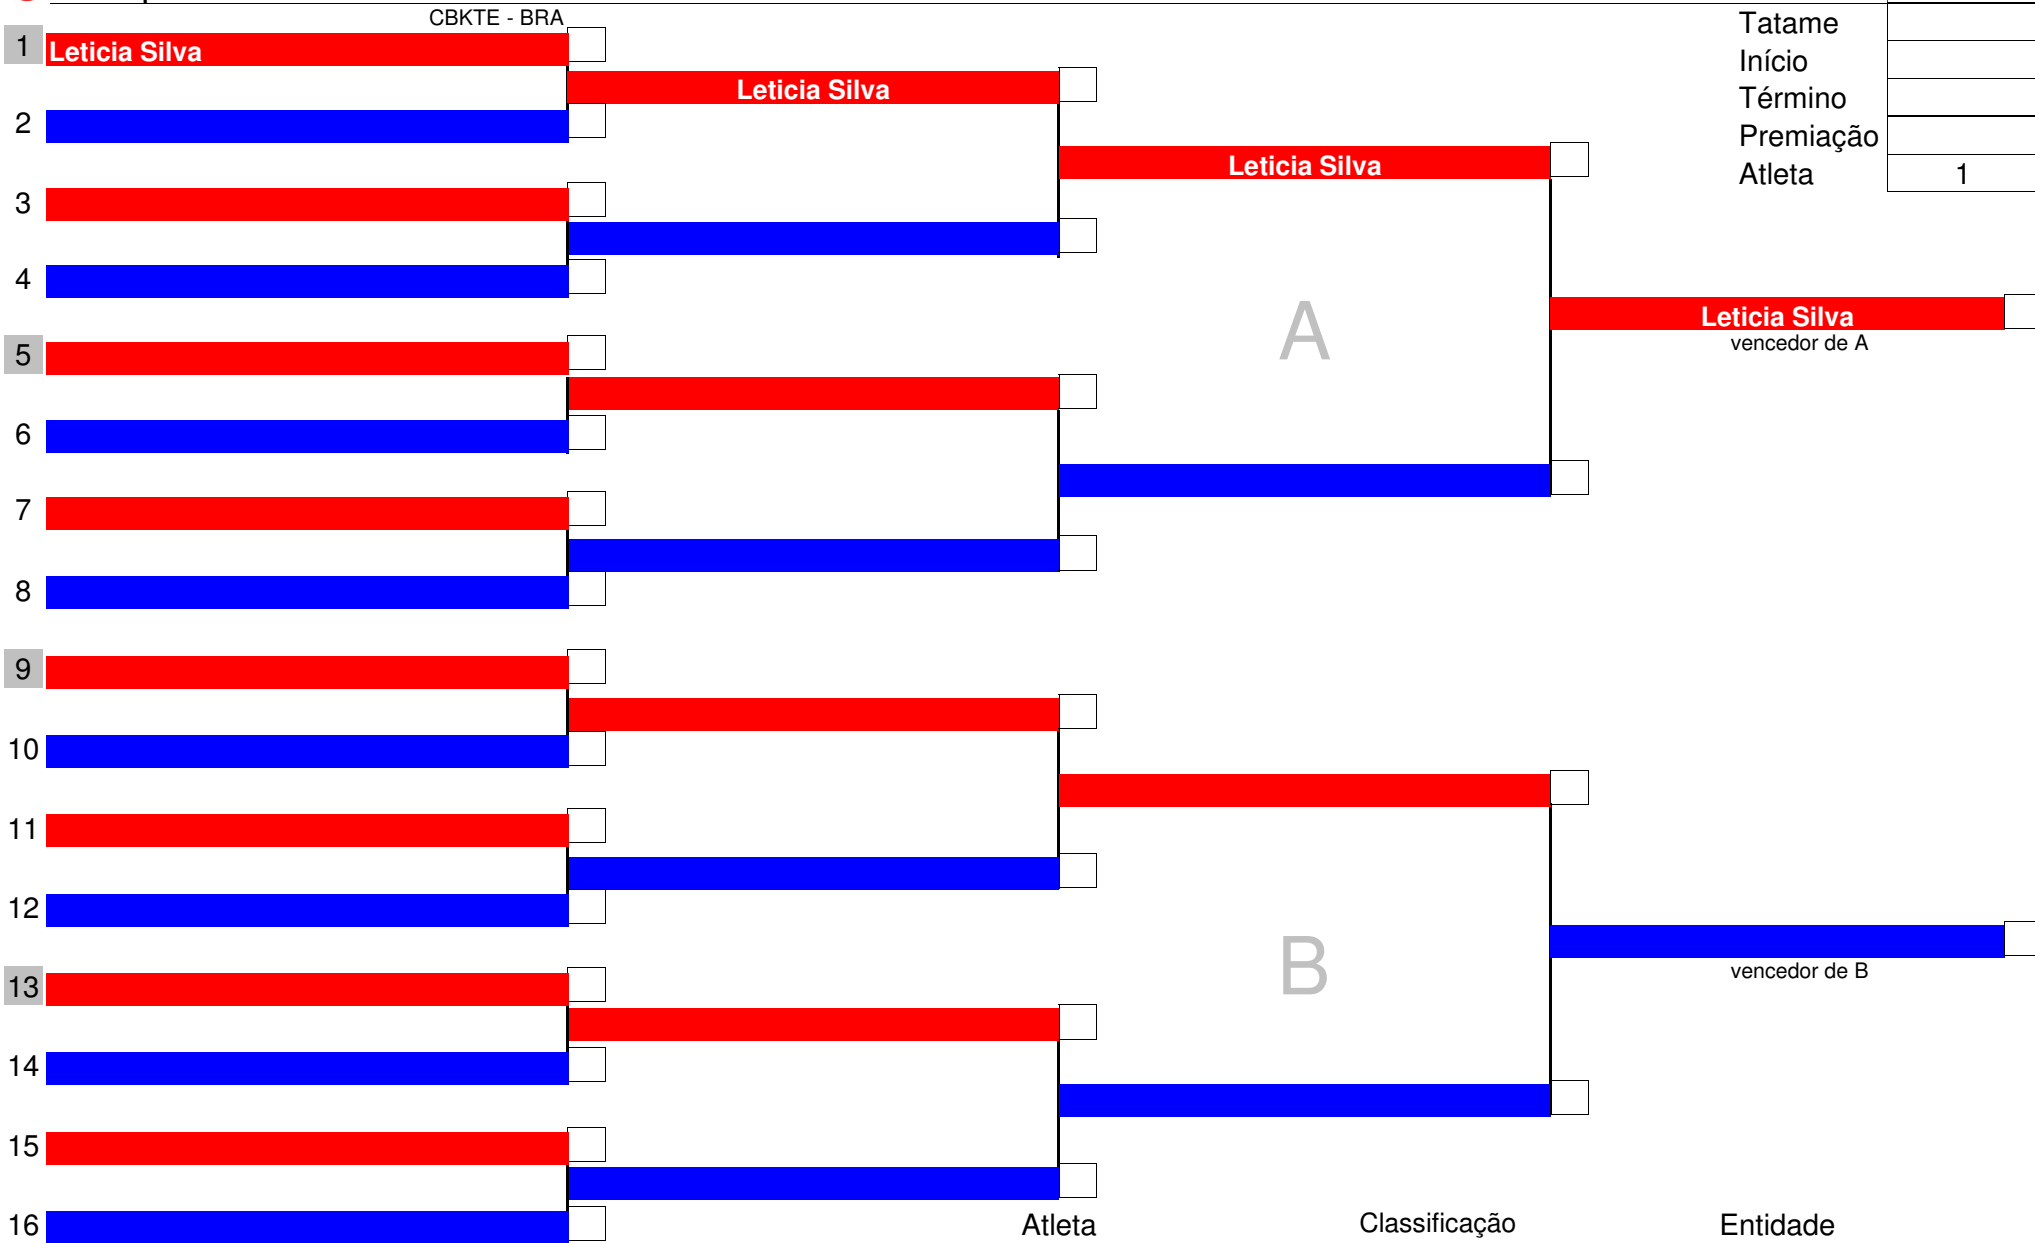 CBKTE - BRA
Tatame
1 Leticia Silva
Início
Leticia Silva
Término
2
Premiação
Leticia Silva
Atleta 1
3
4
A
Leticia Silva
vencedor de A
5
6
7
8
9
10
11
12
B
vencedor de B
13
14
15
16
Atleta Classificação Entidade